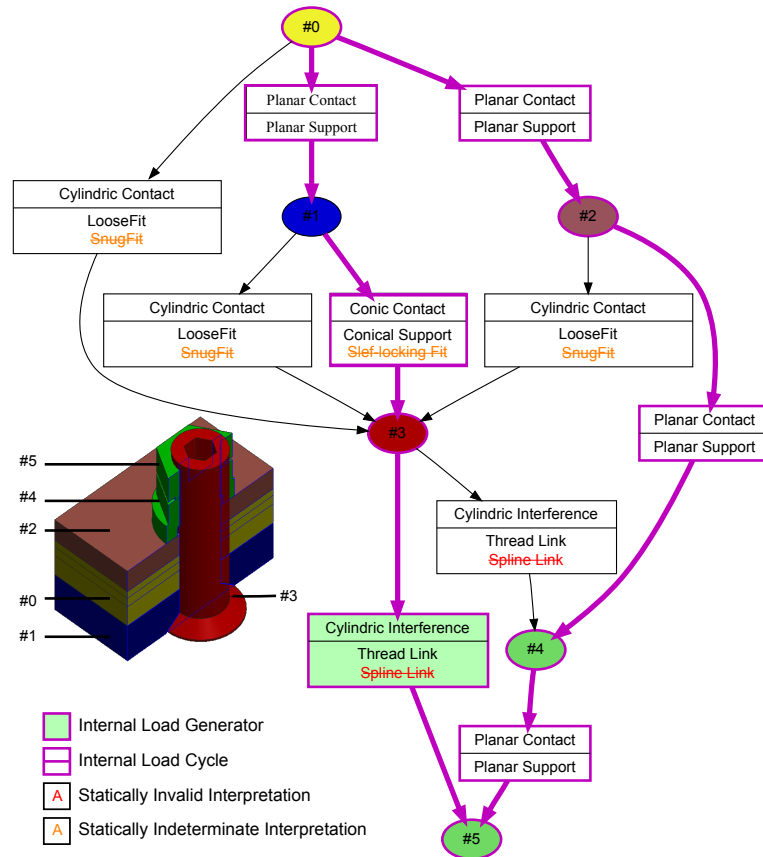 #0
Planar Contact
Planar Support
Planar Contact
Planar Support
Cylindric Contact
LooseFit
SnugFit
#1
#2
Cylindric Contact
LooseFit
SnugFit
Conic Contact
Conical Support
Slef-locking Fit
Cylindric Contact
LooseFit
SnugFit
Planar Contact
Planar Support
#3
Cylindric Interference
Thread Link
Spline Link
#5
#4
#2
#0
#1
#3
Cylindric Interference
Thread Link
Spline Link
#4
Planar Contact
Planar Support
#5
Internal Load Generator
Internal Load Cycle
A Statically Invalid Interpretation
A Statically Indeterminate Interpretation